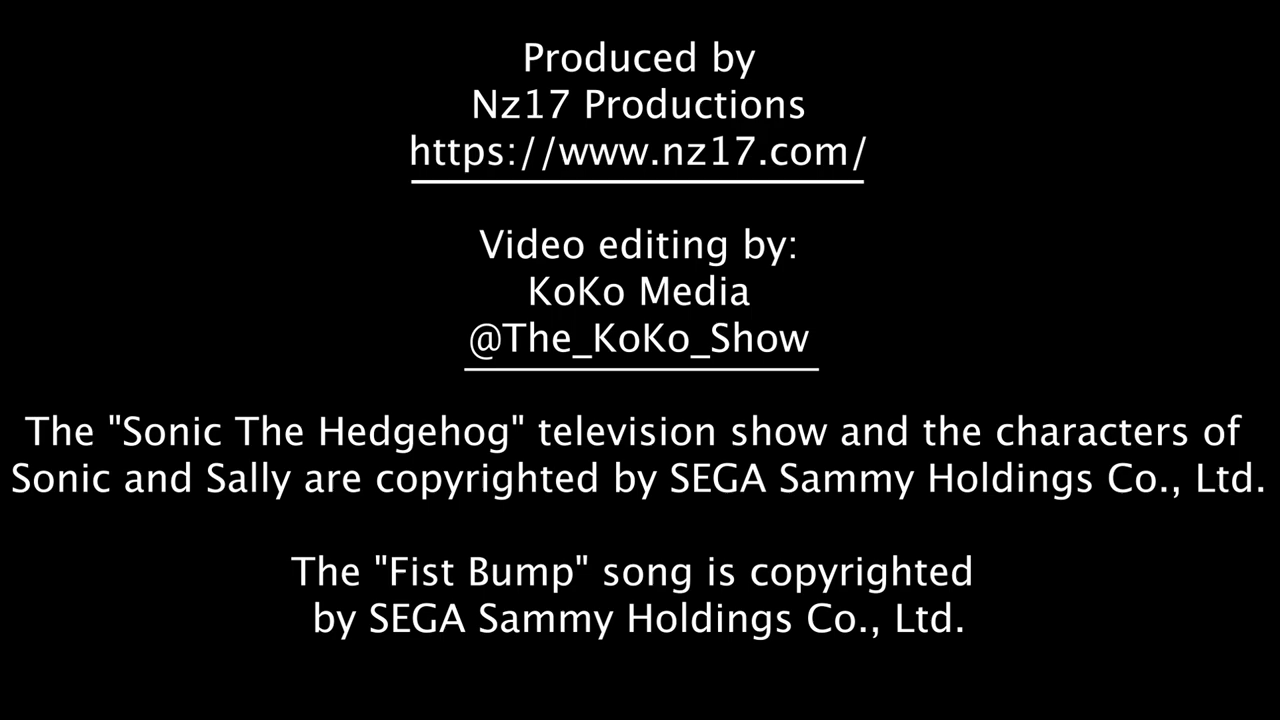 Produced by
Nz17 Productions
https://www.nz17.com/
Video editing by:
KoKo Media
@The_KoKo_Show
The "Sonic The Hedgehog" television show and the characters of
Sonic and Sally are copyrighted by SEGA Sammy Holdings Co., Ltd.
The "Fist Bump" song is copyrighted
by SEGA Sammy Holdings Co., Ltd.